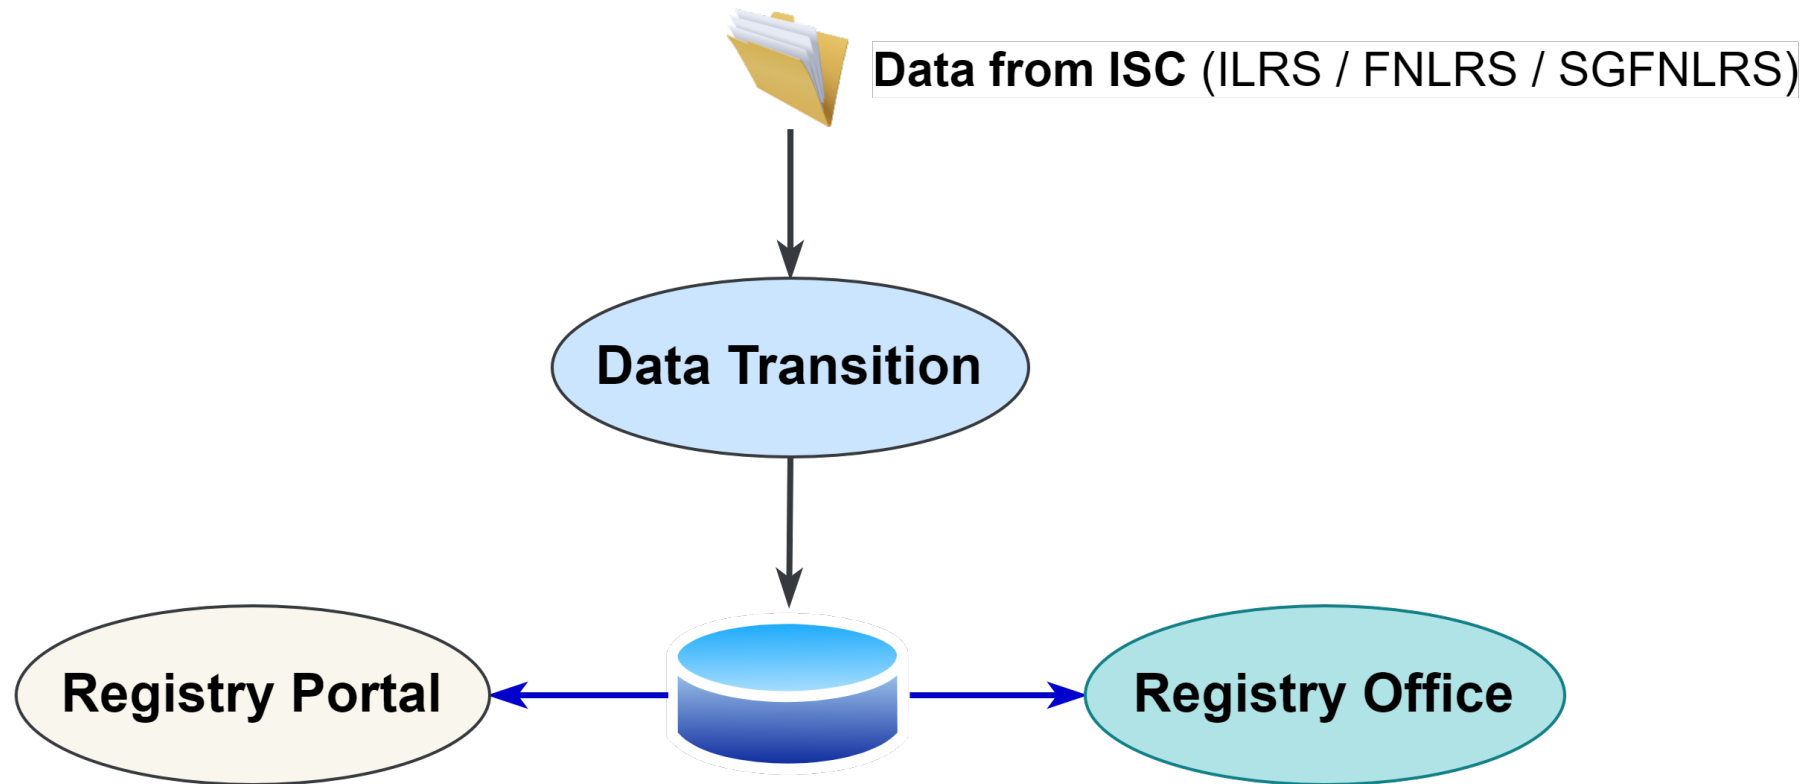 Data from ISC (ILRS / FNLRS / SGFNLRS)
Data Transition
Registry Portal
Registry Office